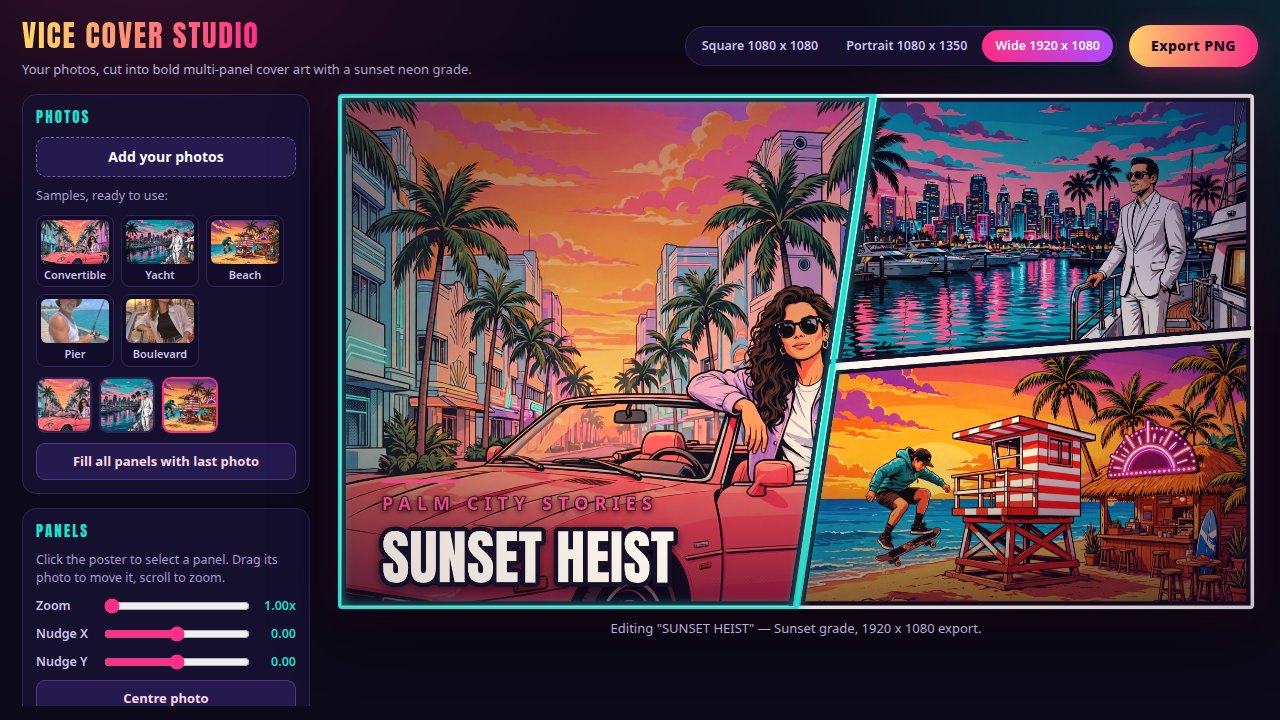 VICE COVER STUDIO
Your photos, cut into bold multi-panel cover art with a sunset neon grade.
Square 1080 x 1080
Portrait 1080 x 1350
Wide 1920 x 1080
Export PNG
PHOTOS
Add your photos
Samples, ready to use:
Convertible
Yacht
Beach
Pier
Boulevard
Fill all panels with last photo
PANELS
Click the poster to select a panel. Drag its
photo to move it, scroll to zoom.
Zoom 1.00x
Nudge X 0.00
Nudge Y 0.00
Centre photo
PALM CITY STORIES
SUNSET HEIST
Editing "SUNSET HEIST" — Sunset grade, 1920 x 1080 export.